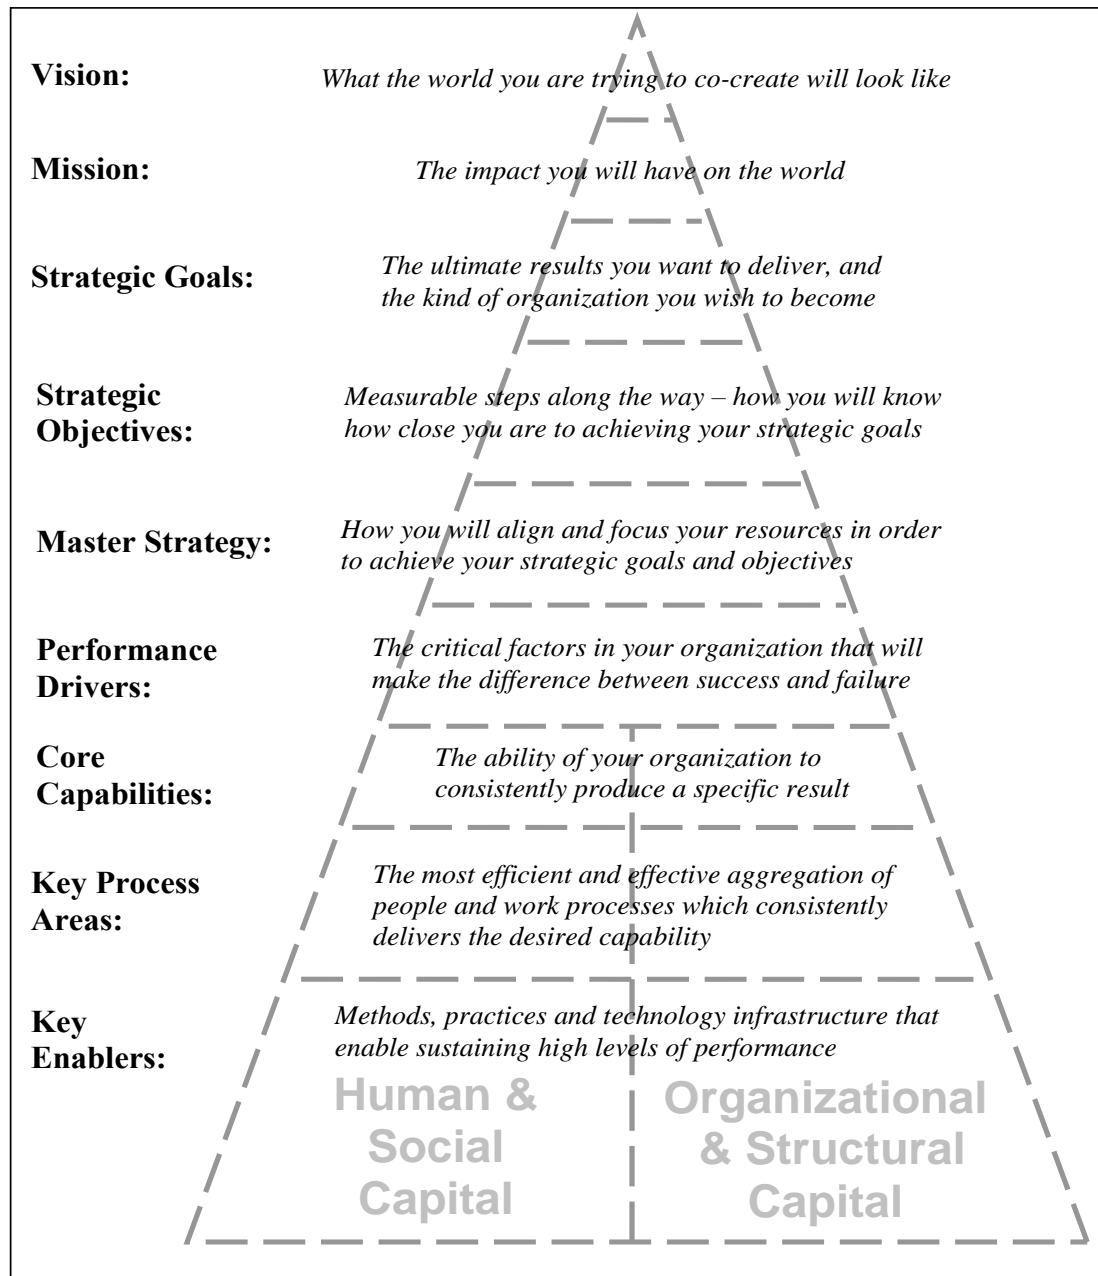 Vision:
What the world you are trying to co-create will look like
Mission:
The impact you will have on the world
Strategic Goals:
The ultimate results you want to deliver, and
the kind of organization you wish to become
Strategic
Objectives:
Measurable steps along the way – how you will know
how close you are to achieving your strategic goals
Master Strategy:
How you will align and focus your resources in order
to achieve your strategic goals and objectives
Performance
Drivers:
The critical factors in your organization that will
make the difference between success and failure
Core
Capabilities:
The ability of your organization to
consistently produce a specific result
Key Process
Areas:
The most efficient and effective aggregation of
people and work processes which consistently
delivers the desired capability
Key
Enablers:
Methods, practices and technology infrastructure that
enable sustaining high levels of performance
Human &
Social
Capital
Organizational
& Structural
Capital